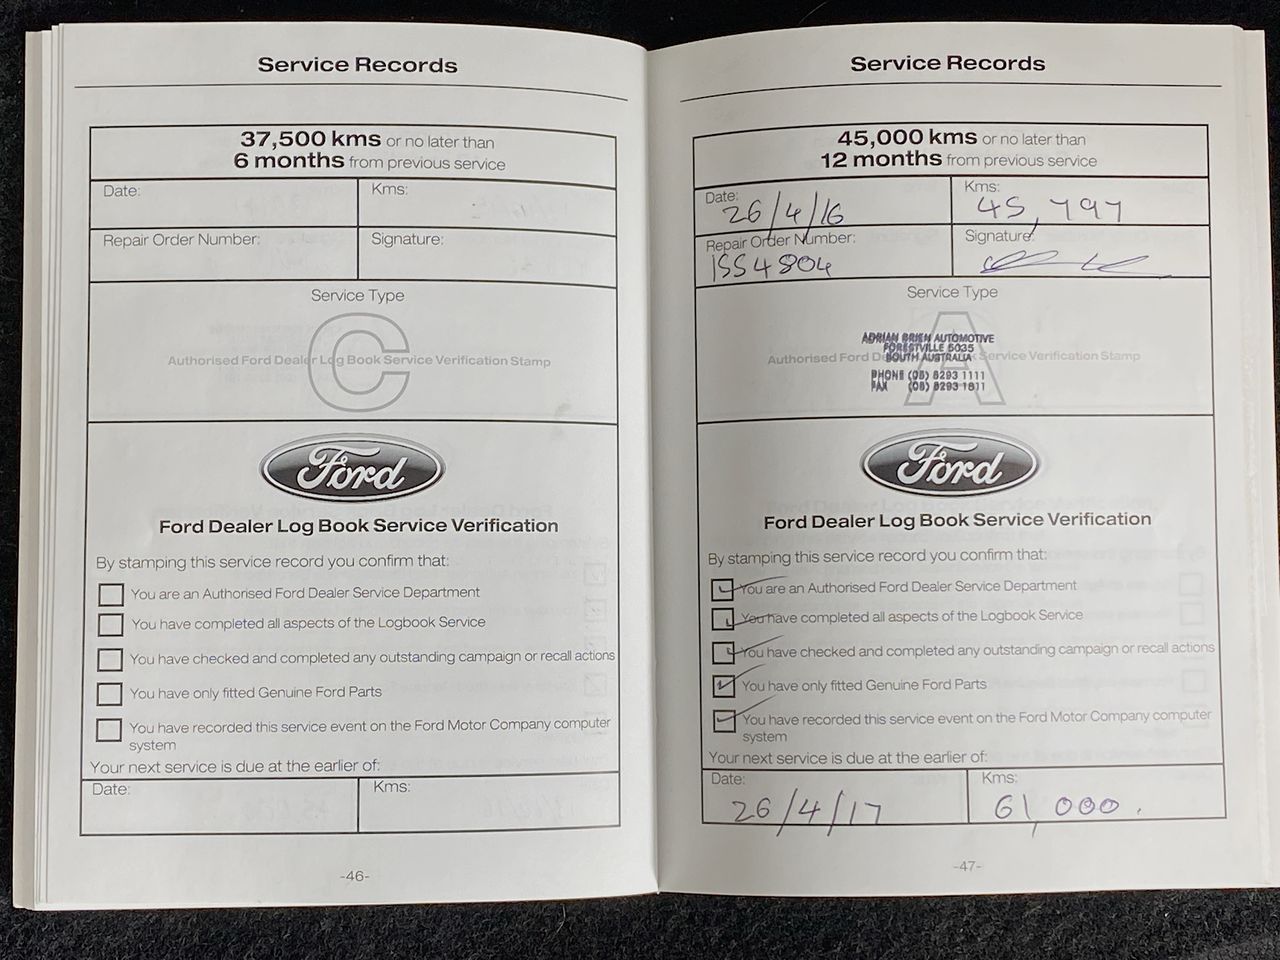 Service Records
37,500 kms or no later than
6 months from previous service
Date:
Kms:
Repair Order Number:
Signature:
Service Type
C
Authorised Ford Dealer Log Book Service Verification Stamp
Ford
Ford Dealer Log Book Service Verification
By stamping this service record you confirm that:
You are an Authorised Ford Dealer Service Department
You have completed all aspects of the Logbook Service
You have checked and completed any outstanding campaign or recall actions
You have only fitted Genuine Ford Parts
You have recorded this service event on the Ford Motor Company computer
system
Your next service is due at the earlier of:
Date:
Kms:
-46-
Service Records
45,000 kms or no later than
12 months from previous service
Date:
26/4/16
Kms:
45,797
Repair Order Number:
ISS4804
Signature:
Service Type
A
ADRIAN BRIEN AUTOMOTIVE
FORESTVILLE 5035
SOUTH AUSTRALIA
PHONE (08) 8293 1111
FAX (08) 8293 1811
Authorised Ford Service Verification Stamp
Ford
Ford Dealer Log Book Service Verification
By stamping this service record you confirm that:
You are an Authorised Ford Dealer Service Department
You have completed all aspects of the Logbook Service
You have checked and completed any outstanding campaign or recall actions
You have only fitted Genuine Ford Parts
You have recorded this service event on the Ford Motor Company computer
system
Your next service is due at the earlier of:
Date:
26/4/17
Kms:
61,000.
-47-